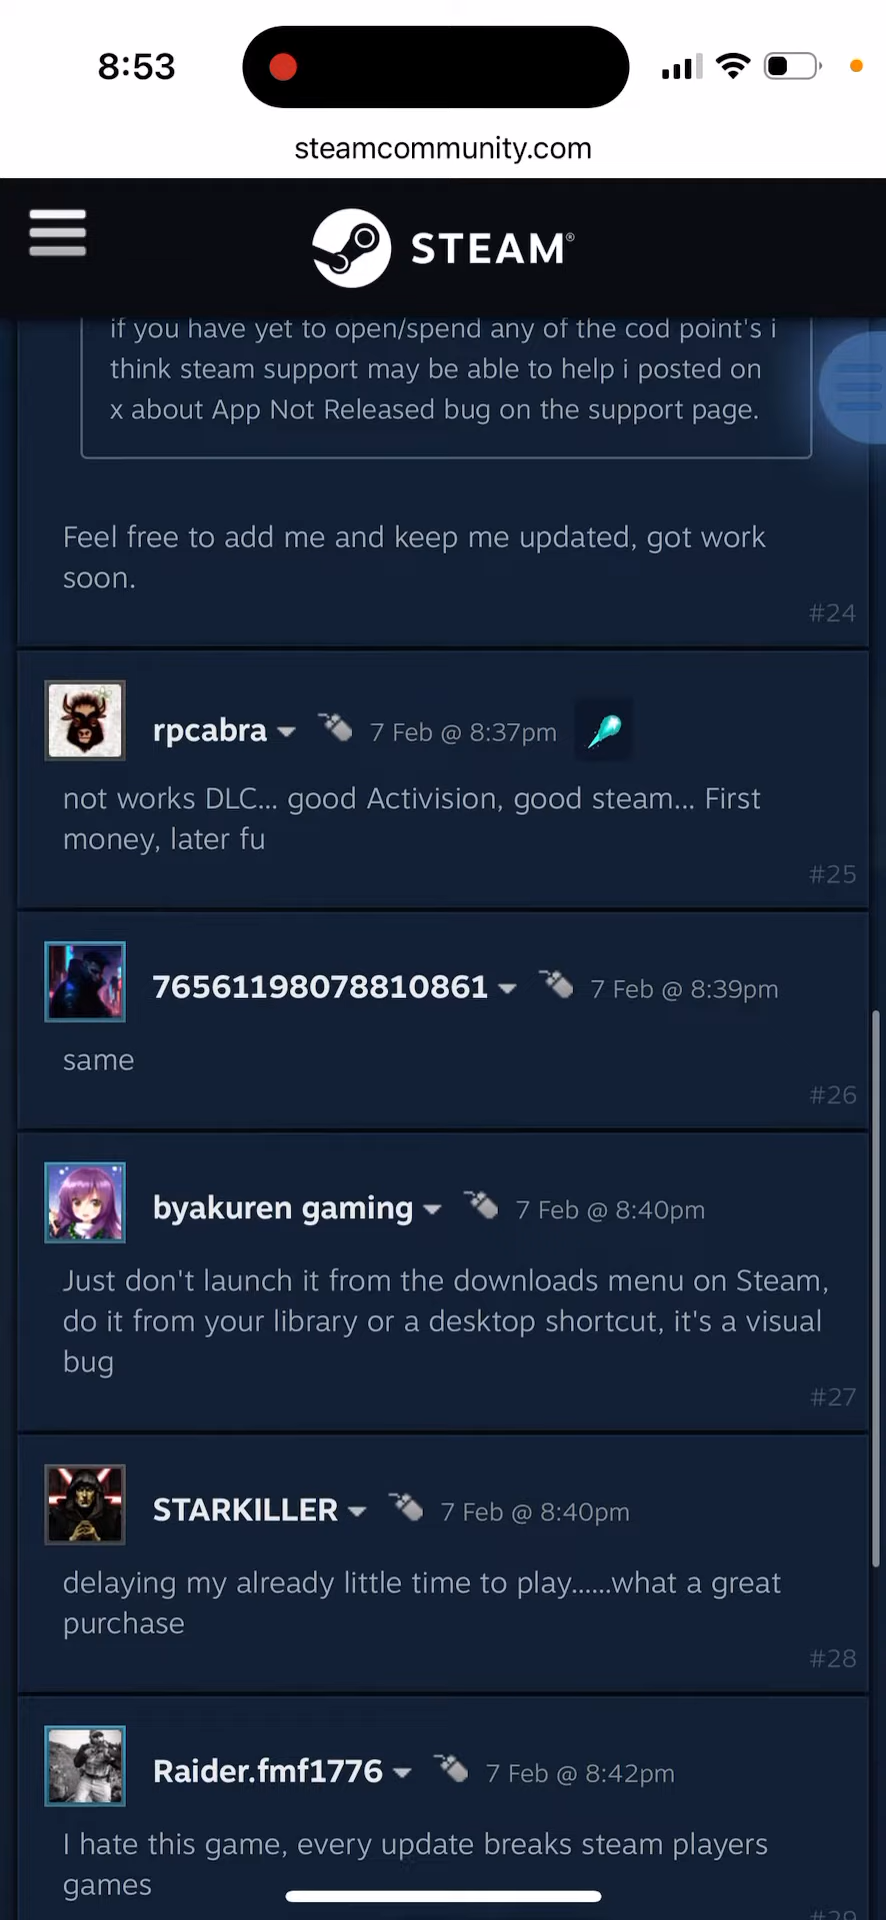 8:53
steamcommunity.com
STEAM®
if you have yet to open/spend any of the cod point's i
think steam support may be able to help i posted on
x about App Not Released bug on the support page.
Feel free to add me and keep me updated, got work
soon.
#24
rpcabra 7 Feb @ 8:37pm
not works DLC... good Activision, good steam... First
money, later fu
#25
76561198078810861 7 Feb @ 8:39pm
same
#26
byakuren gaming 7 Feb @ 8:40pm
Just don't launch it from the downloads menu on Steam,
do it from your library or a desktop shortcut, it's a visual
bug
#27
STARKILLER 7 Feb @ 8:40pm
delaying my already little time to play......what a great
purchase
#28
Raider.fmf1776 7 Feb @ 8:42pm
I hate this game, every update breaks steam players
games
#29